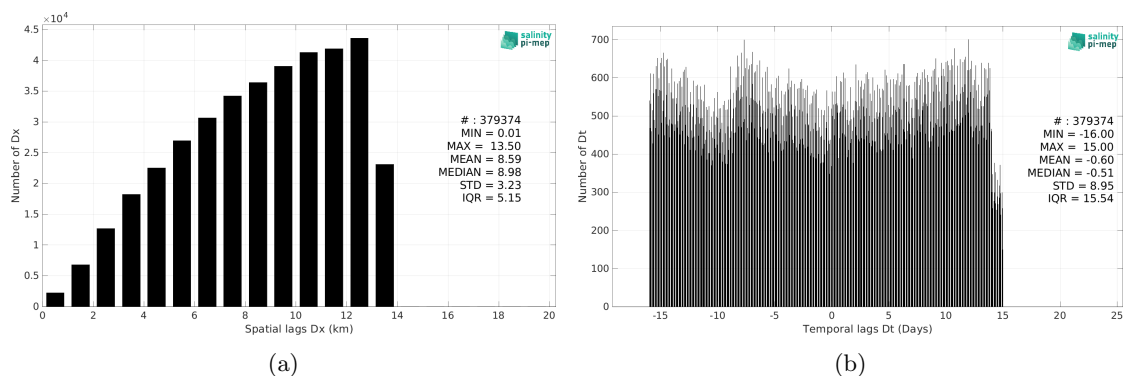 ×10⁴
4.5
4
3.5
3
2.5
2
1.5
1
0.5
0
Number of Dx
0 2 4 6 8 10 12 14 16 18 20
Spatial lags Dx (km)
salinity
pi-mep
# : 379374
MIN = 0.01
MAX = 13.50
MEAN = 8.59
MEDIAN = 8.98
STD = 3.23
IQR = 5.15
(a)
700
600
500
400
300
200
100
0
Number of Dt
-15 -10 -5 0 5 10 15 20 25
Temporal lags Dt (Days)
salinity
pi-mep
# : 379374
MIN = -16.00
MAX = 15.00
MEAN = -0.60
MEDIAN = -0.51
STD = 8.95
IQR = 15.54
(b)